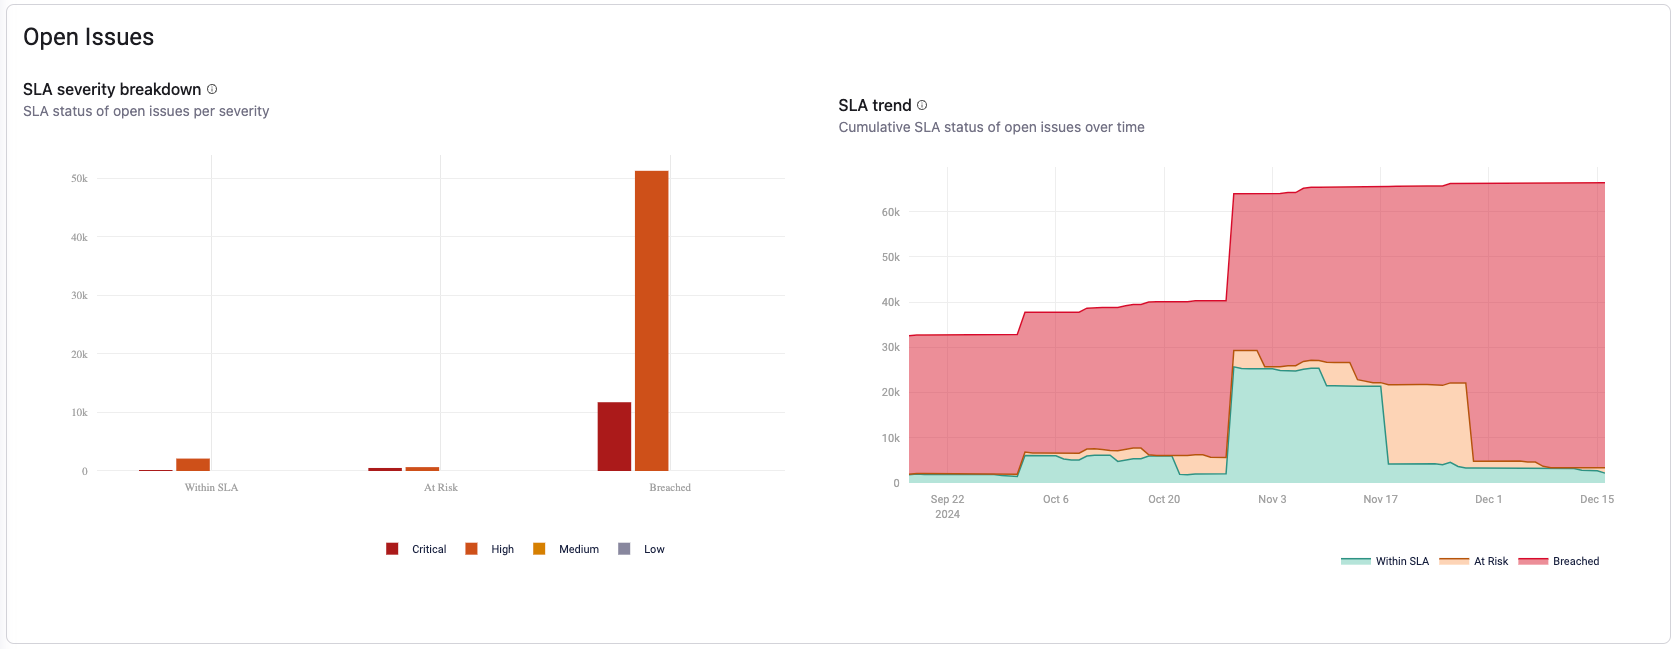 Open Issues
SLA severity breakdown
SLA status of open issues per severity
50k
40k
30k
20k
10k
0
Within SLA
At Risk
Breached
Critical
High
Medium
Low
SLA trend
Cumulative SLA status of open issues over time
60k
50k
40k
30k
20k
10k
0
Sep 22
2024
Oct 6
Oct 20
Nov 3
Nov 17
Dec 1
Dec 15
Within SLA
At Risk
Breached